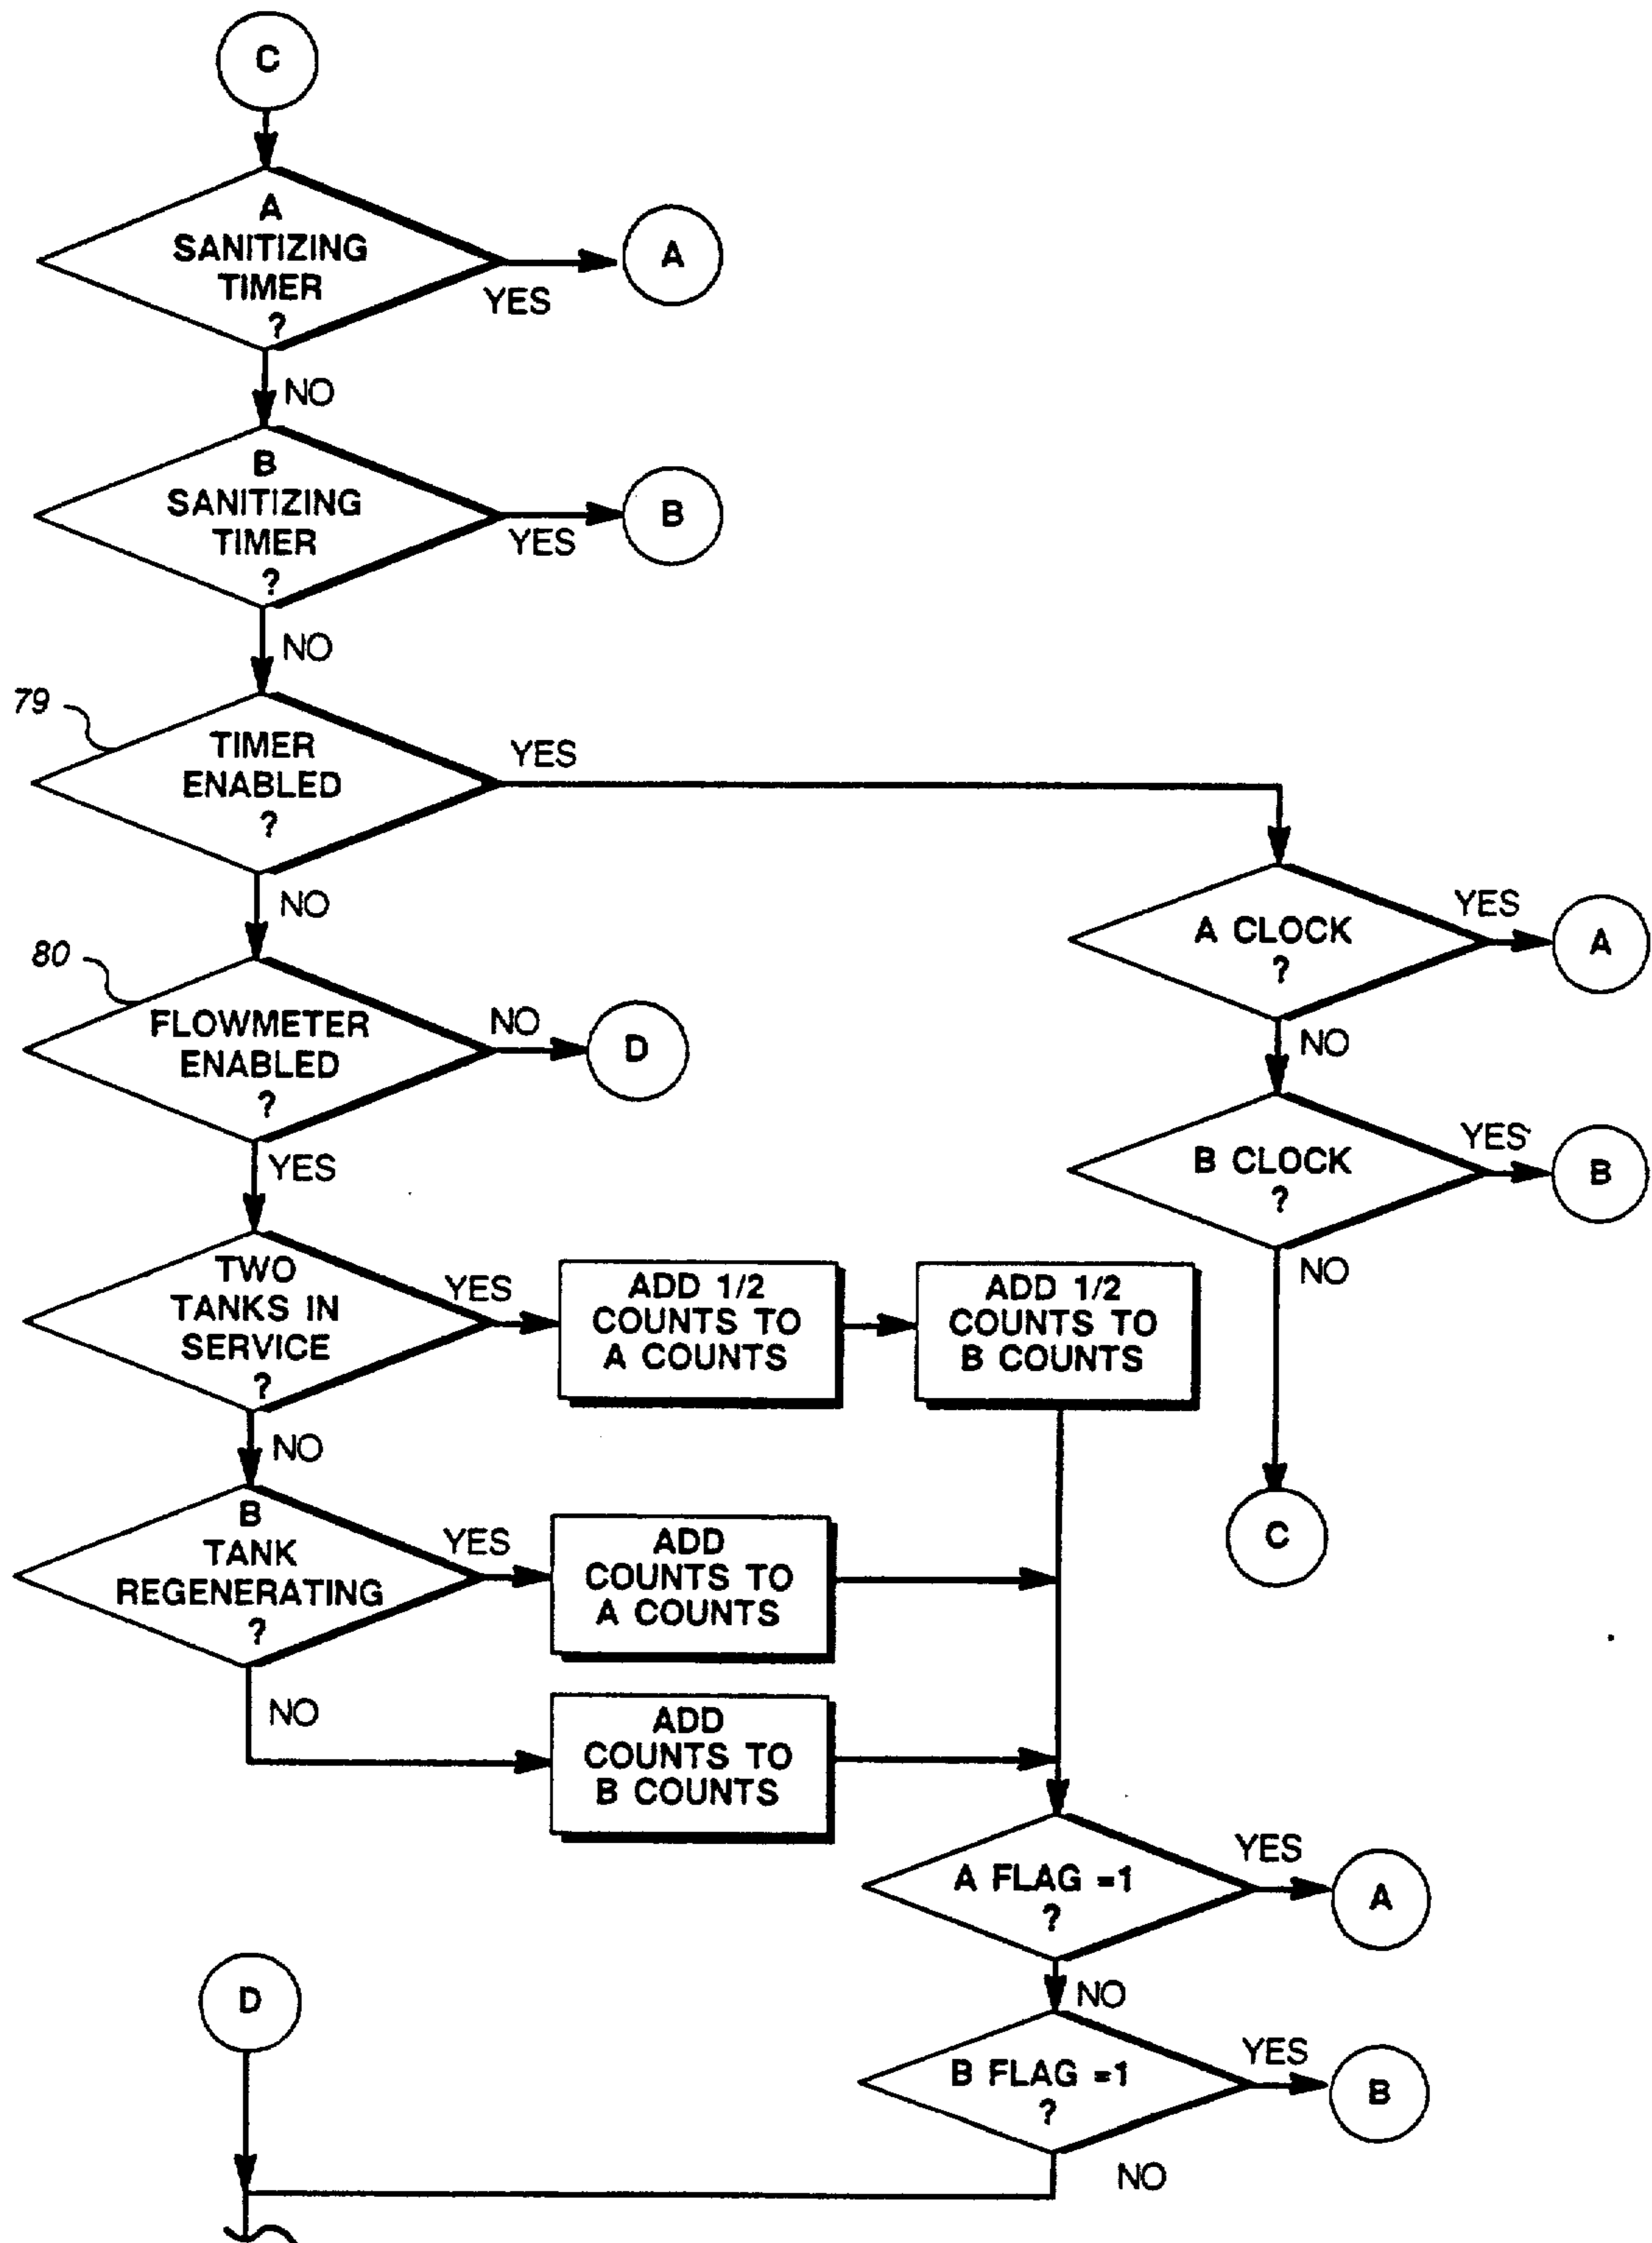 C
A
SANITIZING
TIMER
?
YES
A
NO
B
SANITIZING
TIMER
?
YES
B
NO
79
TIMER
ENABLED
?
YES
NO
A CLOCK
?
YES
A
NO
80
FLOWMETER
ENABLED
?
NO
D
YES
B CLOCK
?
YES
B
NO
C
TWO
TANKS IN
SERVICE
?
YES
ADD 1/2
COUNTS TO
A COUNTS
ADD 1/2
COUNTS TO
B COUNTS
NO
B
TANK
REGENERATING
?
YES
ADD
COUNTS TO
A COUNTS
NO
ADD
COUNTS TO
B COUNTS
A FLAG =1
?
YES
A
NO
D
B FLAG =1
?
YES
B
NO